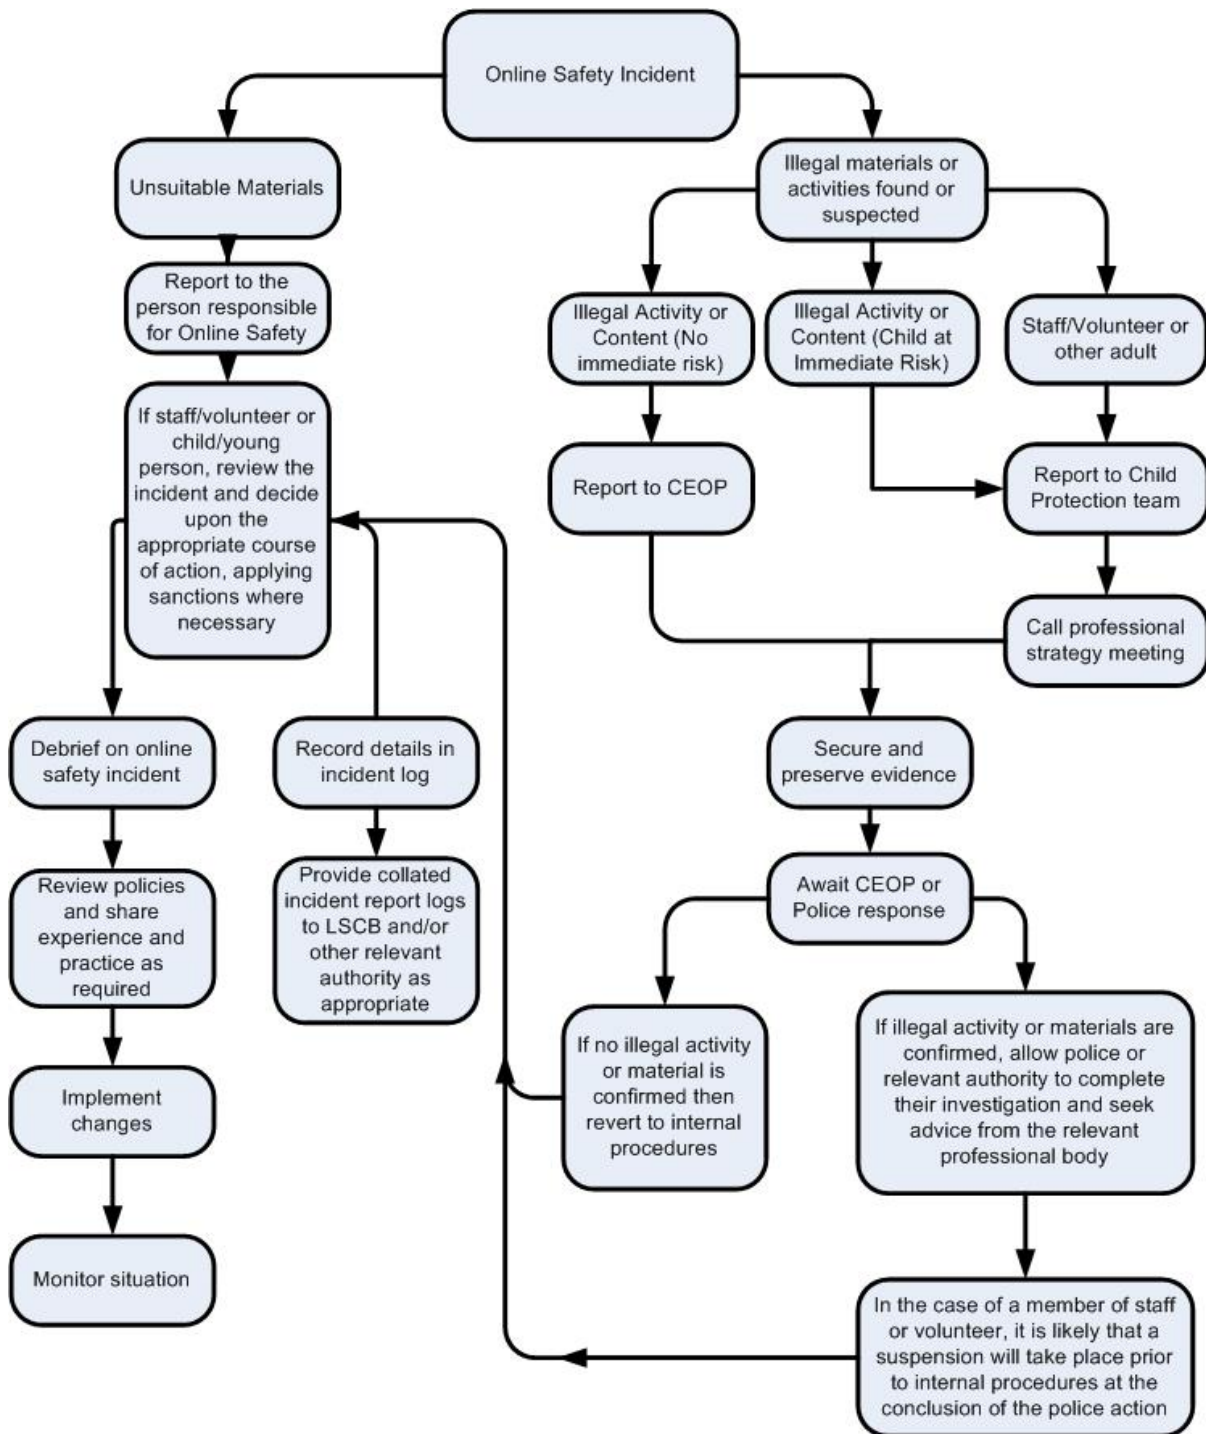 Online Safety Incident
Unsuitable Materials
Report to the
person responsible
for Online Safety
If staff/volunteer or
child/young
person, review the
incident and decide
upon the
appropriate course
of action, applying
sanctions where
necessary
Debrief on online
safety incident
Review policies
and share
experience and
practice as
required
Implement
changes
Monitor situation
Record details in
incident log
Provide collated
incident report logs
to LSCB and/or
other relevant
authority as
appropriate
Illegal materials or
activities found or
suspected
Illegal Activity or
Content (No
immediate risk)
Report to CEOP
Illegal Activity or
Content (Child at
Immediate Risk)
Staff/Volunteer or
other adult
Report to Child
Protection team
Call professional
strategy meeting
Secure and
preserve evidence
Await CEOP or
Police response
If no illegal activity
or material is
confirmed then
revert to internal
procedures
If illegal activity or materials are
confirmed, allow police or
relevant authority to complete
their investigation and seek
advice from the relevant
professional body
In the case of a member of staff
or volunteer, it is likely that a
suspension will take place prior
to internal procedures at the
conclusion of the police action